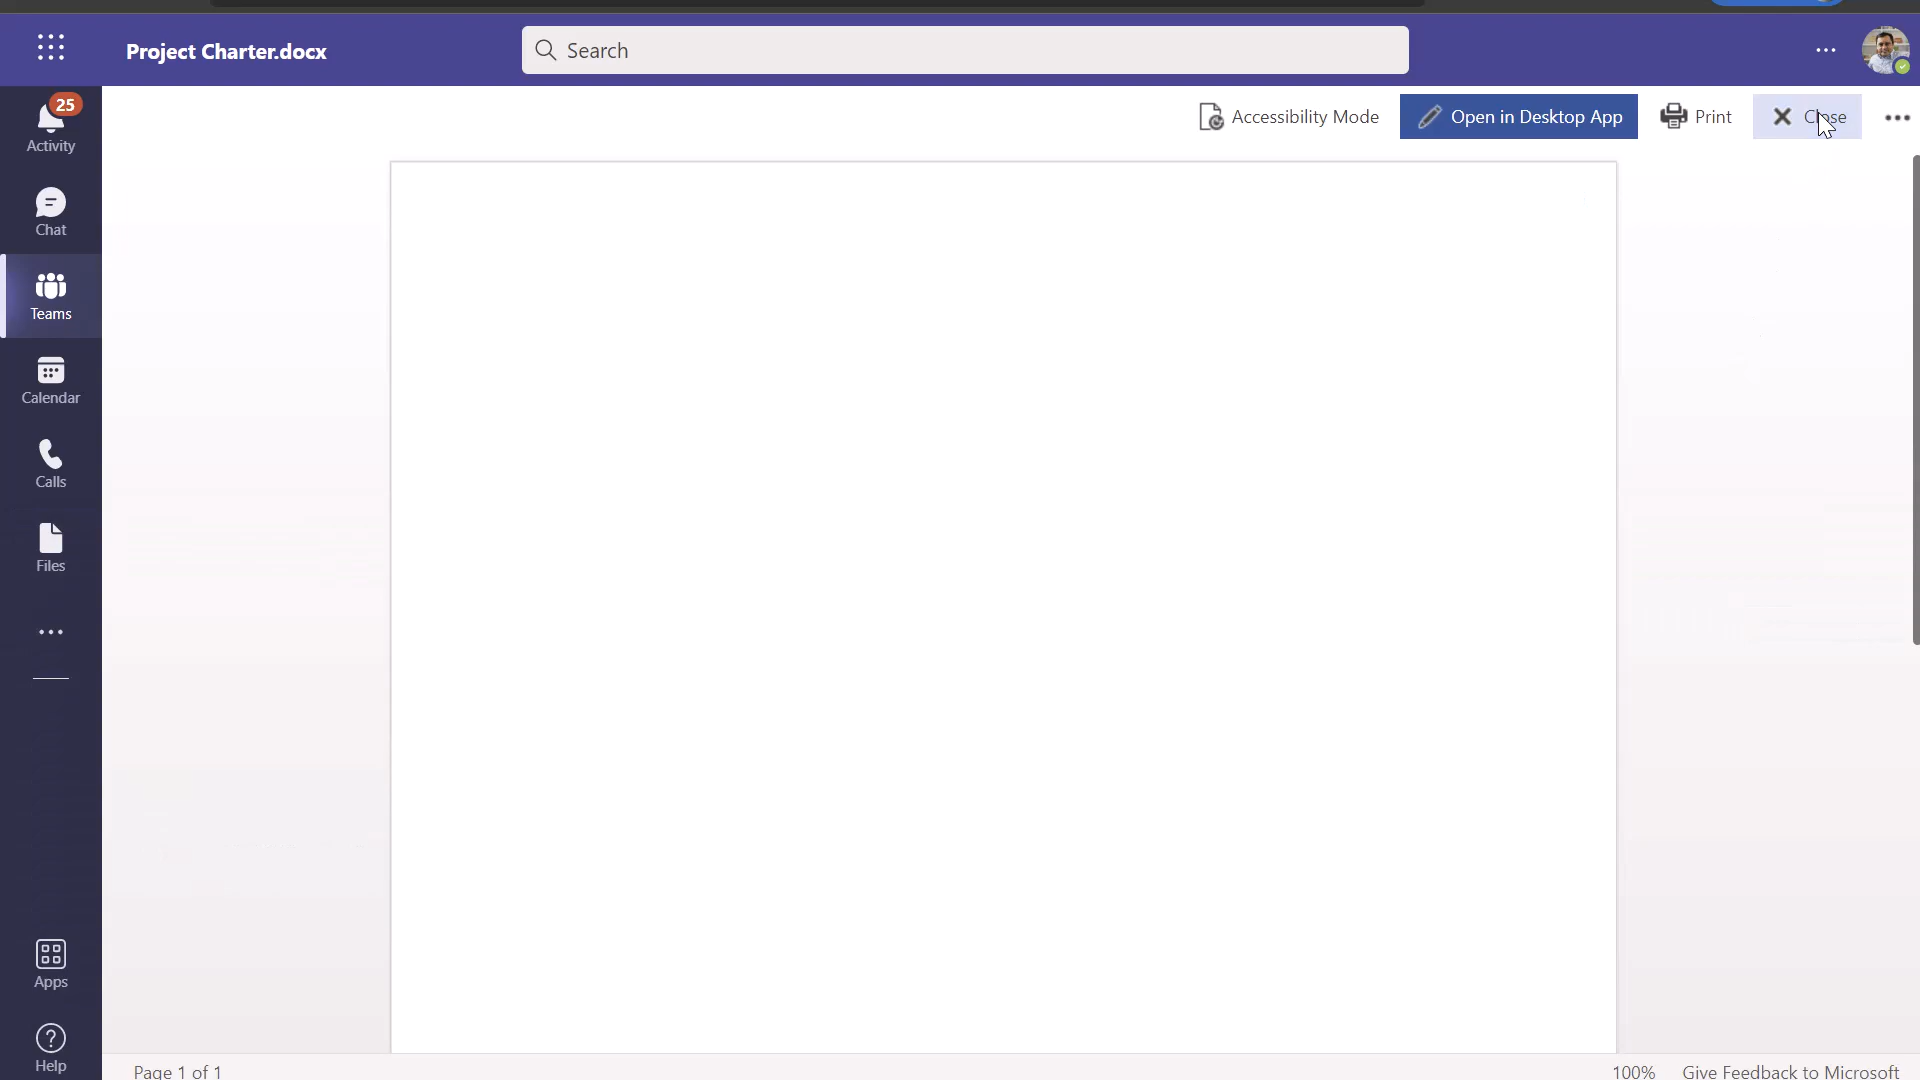 Project Charter.docx
Search
25
Activity
Chat
Teams
Calendar
Calls
Files
Apps
Help
Accessibility Mode
Open in Desktop App
Print
Close
Page 1 of 1
100%
Give Feedback to Microsoft